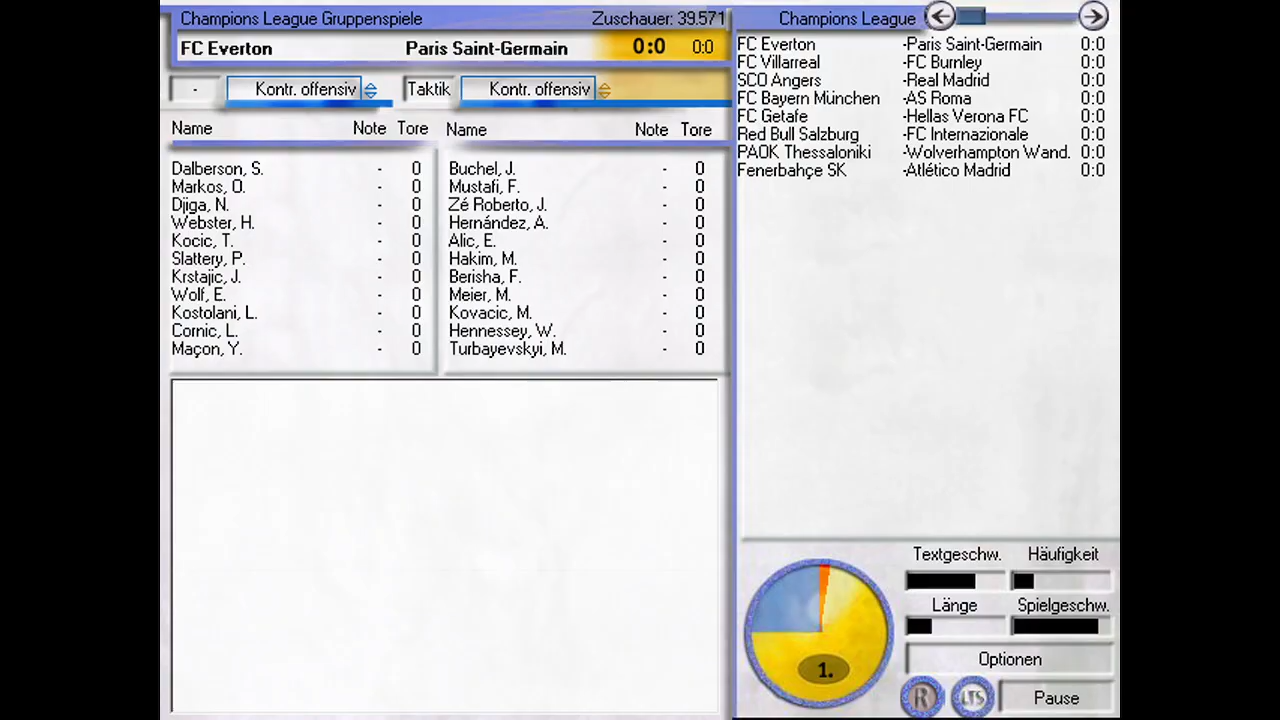 Champions League Gruppenspiele Zuschauer: 39.571
FC Everton Paris Saint-Germain 0:0 0:0
- Kontr. offensiv Taktik Kontr. offensiv
Name Note Tore Name Note Tore
Dalberson, S. - 0 Buchel, J. - 0
Markos, O. - 0 Mustafi, F. - 0
Djiga, N. - 0 Zé Roberto, J. - 0
Webster, H. - 0 Hernández, A. - 0
Kocic, T. - 0 Alic, E. - 0
Slattery, P. - 0 Hakim, M. - 0
Krstajic, J. - 0 Berisha, F. - 0
Wolf, E. - 0 Meier, M. - 0
Kostolani, L. - 0 Kovacic, M. - 0
Cornic, L. - 0 Hennessey, W. - 0
Maçon, Y. - 0 Turbayevskyi, M. - 0
Champions League
FC Everton -Paris Saint-Germain 0:0
FC Villarreal -FC Burnley 0:0
SCO Angers -Real Madrid 0:0
FC Bayern München -AS Roma 0:0
FC Getafe -Hellas Verona FC 0:0
Red Bull Salzburg -FC Internazionale 0:0
PAOK Thessaloniki -Wolverhampton Wand. 0:0
Fenerbahçe SK -Atlético Madrid 0:0
Textgeschw. Häufigkeit
Länge Spielgeschw.
1.
Optionen
R LTS Pause